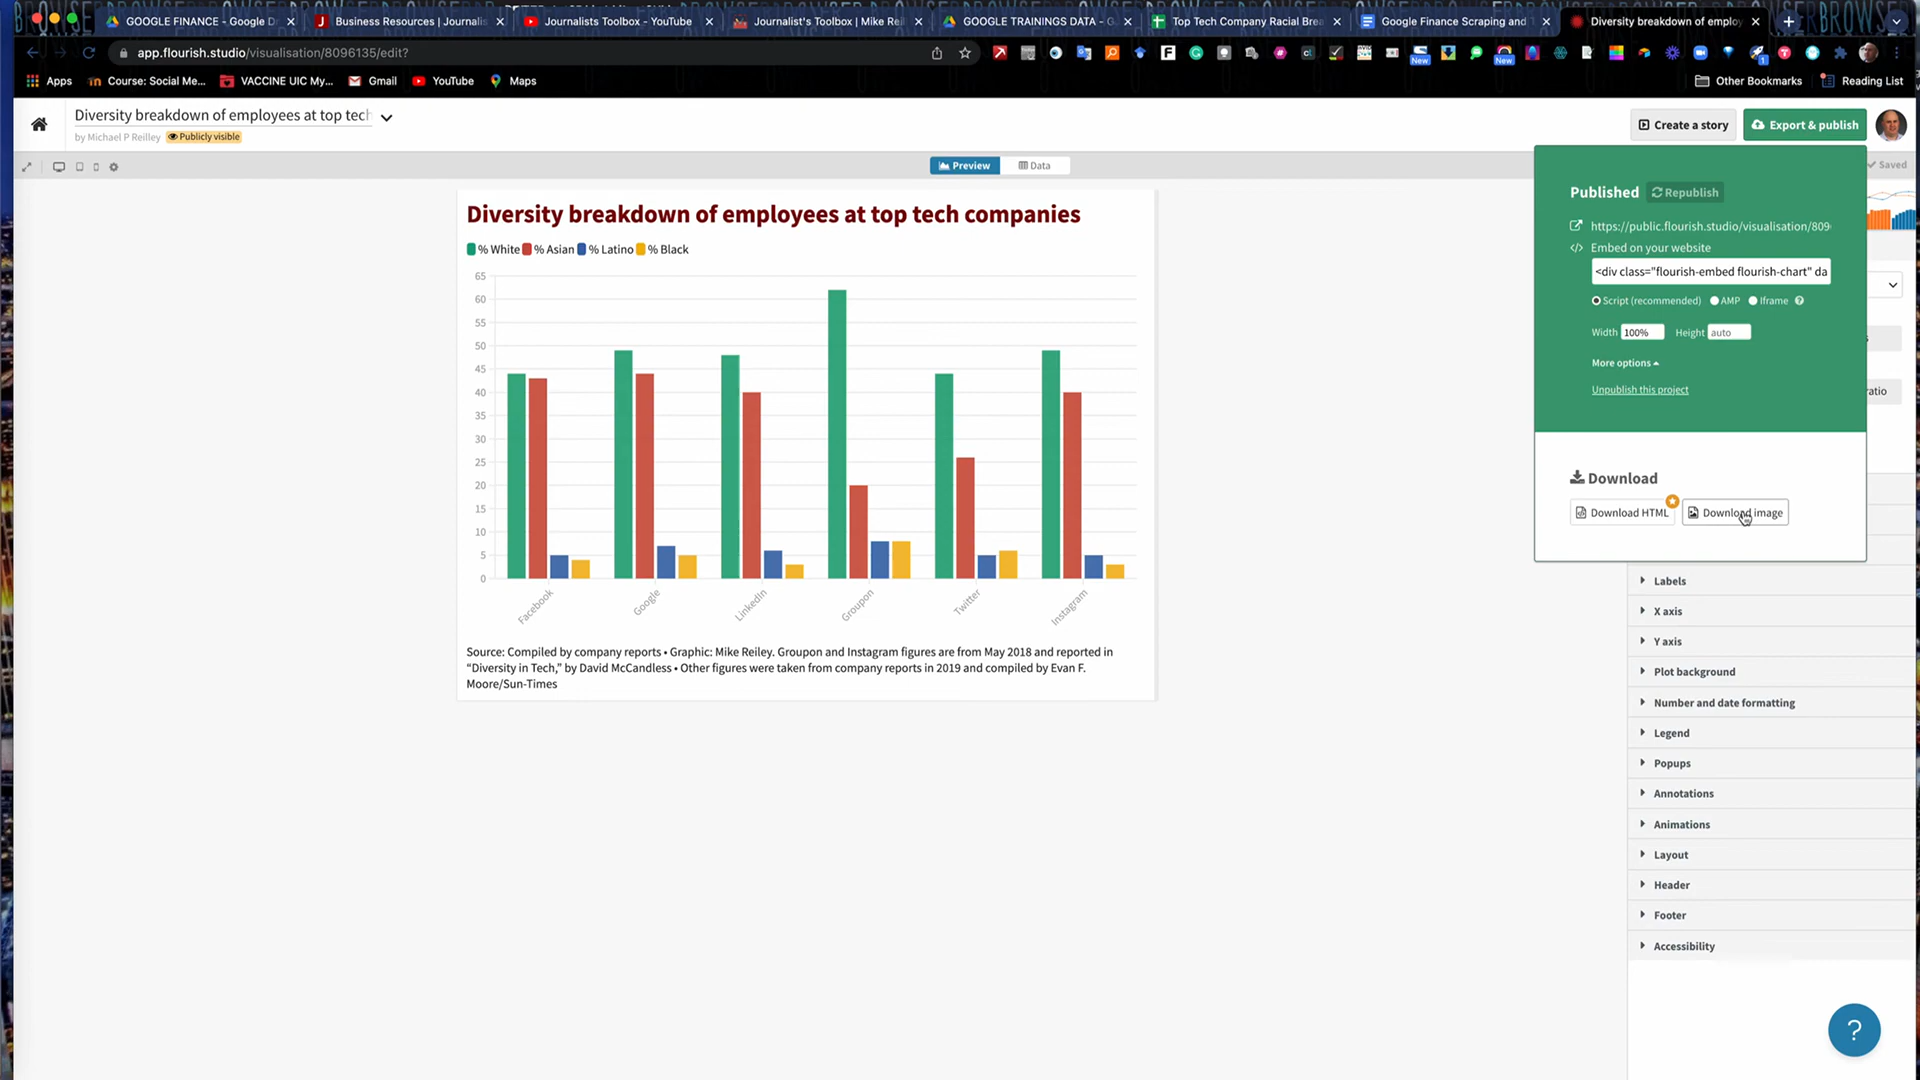 GOOGLE FINANCE - Google D
Business Resources | Journalis
Journalists Toolbox - YouTube
Journalist's Toolbox | Mike Rei
GOOGLE TRAININGS DATA - G
Top Tech Company Racial Brea
Google Finance Scraping and T
Diversity breakdown of employ
app.flourish.studio/visualisation/8096135/edit?
New
New
Apps
Course: Social Me...
VACCINE UIC My...
Gmail
YouTube
Maps
Other Bookmarks
Reading List
Diversity breakdown of employees at top tech
by Michael P Reilley
Publicly visible
Create a story
Export & publish
Preview
Data
Saved
Diversity breakdown of employees at top tech companies
% White % Asian % Latino % Black
65
60
55
50
45
40
35
30
25
20
15
10
5
0
Facebook
Google
LinkedIn
Groupon
Twitter
Instagram
Source: Compiled by company reports • Graphic: Mike Reiley. Groupon and Instagram figures are from May 2018 and reported in
“Diversity in Tech,” by David McCandless • Other figures were taken from company reports in 2019 and compiled by Evan F.
Moore/Sun-Times
Published
Republish
https://public.flourish.studio/visualisation/809
</> Embed on your website
<div class="flourish-embed flourish-chart" da
Script (recommended) AMP Iframe ?
Width 100% Height auto
More options
Unpublish this project
Download
Download HTML
Download image
atio
Labels
X axis
Y axis
Plot background
Number and date formatting
Legend
Popups
Annotations
Animations
Layout
Header
Footer
Accessibility
?